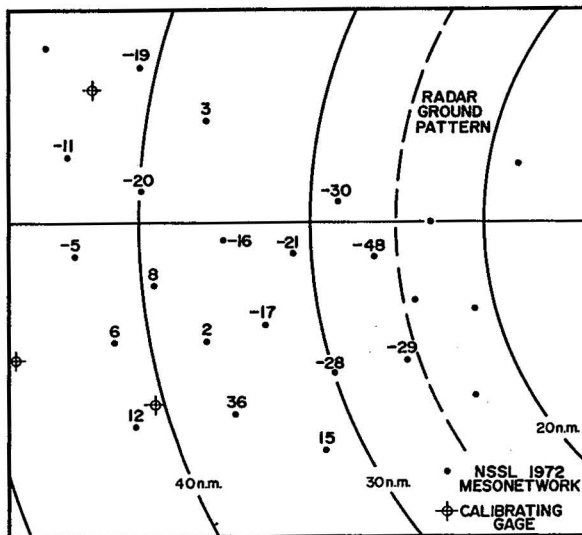 -19
3
RADAR
GROUND
PATTERN
-11
-20
-30
-5
-16
-21
-48
8
-17
6
2
-29
-28
36
12
15
20n.m.
40n.m.
30n.m.
NSSL 1972
MESONETWORK
CALIBRATING
GAGE